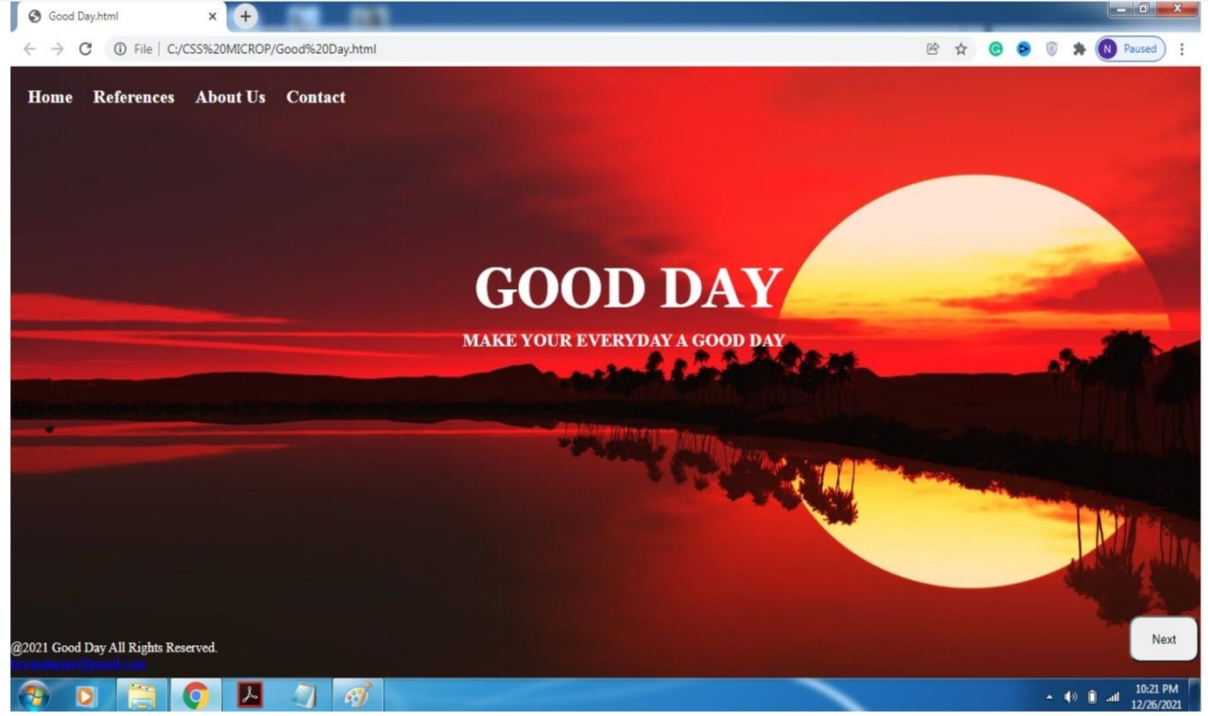 Good Day.html
File | C:/CSS%20MICROP/Good%20Day.html
N Paused
Home References About Us Contact
GOOD DAY
MAKE YOUR EVERYDAY A GOOD DAY
@2021 Good Day All Rights Reserved.
Next
10:21 PM
12/26/2021